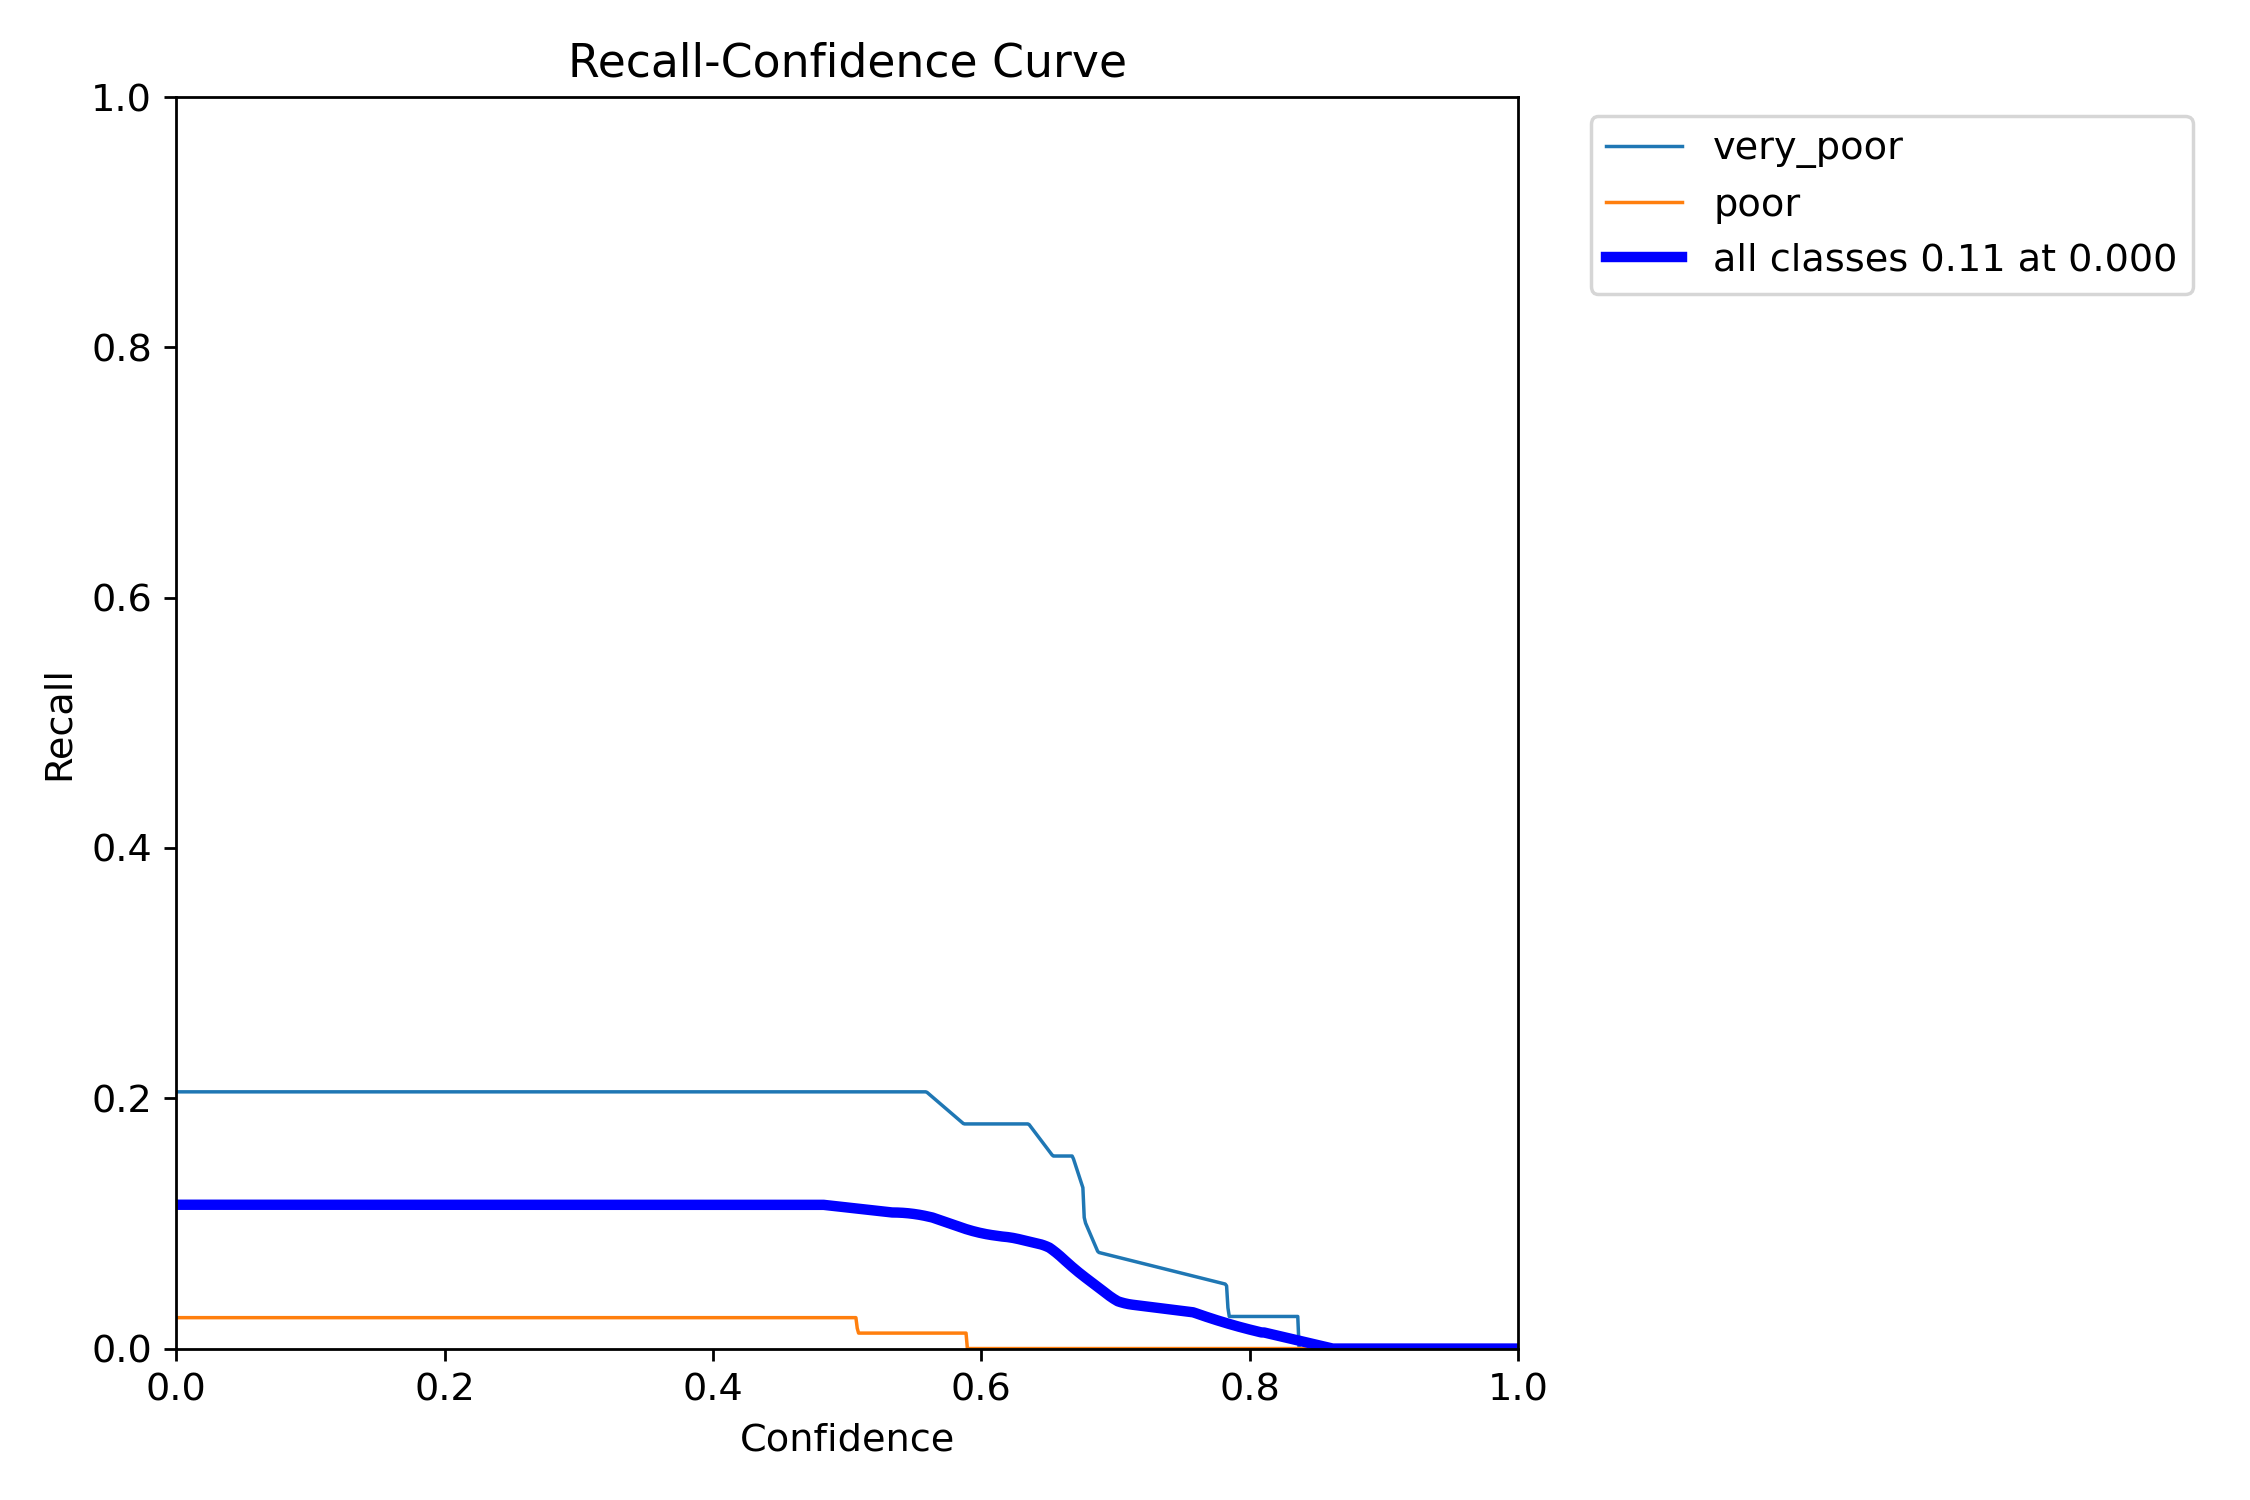 Recall-Confidence Curve
1.0
0.8
0.6
0.4
0.2
0.0
Recall
0.0 0.2 0.4 0.6 0.8 1.0
Confidence
very_poor
poor
all classes 0.11 at 0.000